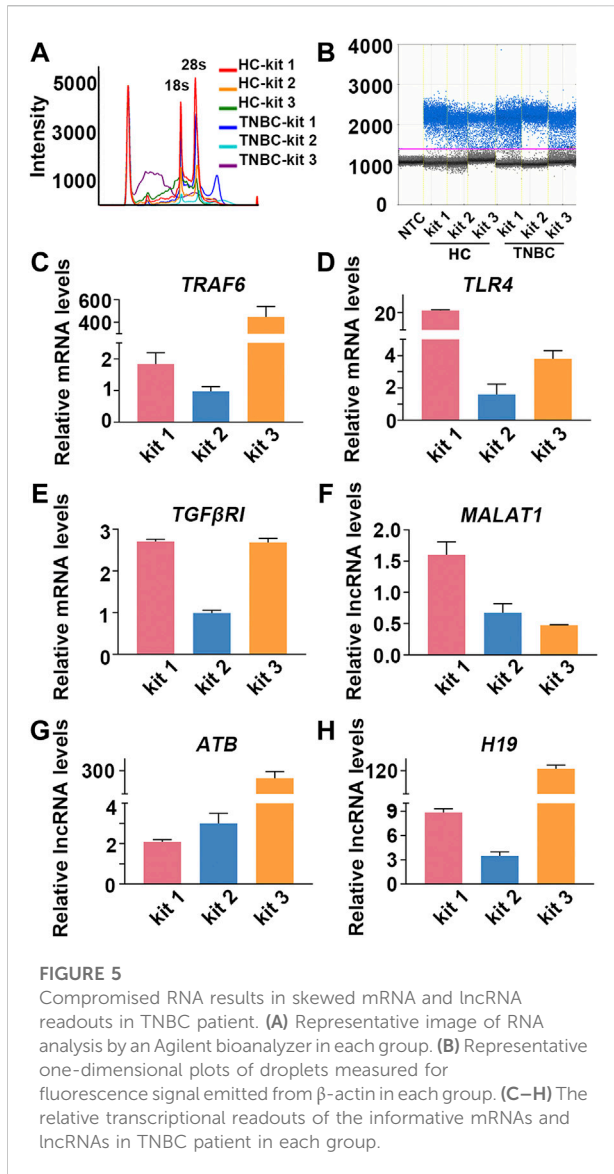 A
28s
18s
HC-kit 1
HC-kit 2
HC-kit 3
TNBC-kit 1
TNBC-kit 2
TNBC-kit 3
Intensity
5000
3000
1000
B
4000
3000
2000
1000
0
NTC
kit 1
kit 2
kit 3
kit 1
kit 2
kit 3
HC
TNBC
C
TRAF6
Relative mRNA levels
600
400
2
1
0
kit 1
kit 2
kit 3
D
TLR4
Relative mRNA levels
20
4
2
0
kit 1
kit 2
kit 3
E
TGFβRI
Relative mRNA levels
3
2
1
0
kit 1
kit 2
kit 3
F
MALAT1
Relative lncRNA levels
2.0
1.5
1.0
0.5
0.0
kit 1
kit 2
kit 3
G
ATB
Relative lncRNA levels
300
4
2
0
kit 1
kit 2
kit 3
H
H19
Relative lncRNA levels
120
9
6
3
0
kit 1
kit 2
kit 3
FIGURE 5
Compromised RNA results in skewed mRNA and lncRNA
readouts in TNBC patient. (A) Representative image of RNA
analysis by an Agilent bioanalyzer in each group. (B) Representative
one-dimensional plots of droplets measured for
fluorescence signal emitted from β-actin in each group. (C–H) The
relative transcriptional readouts of the informative mRNAs and
lncRNAs in TNBC patient in each group.